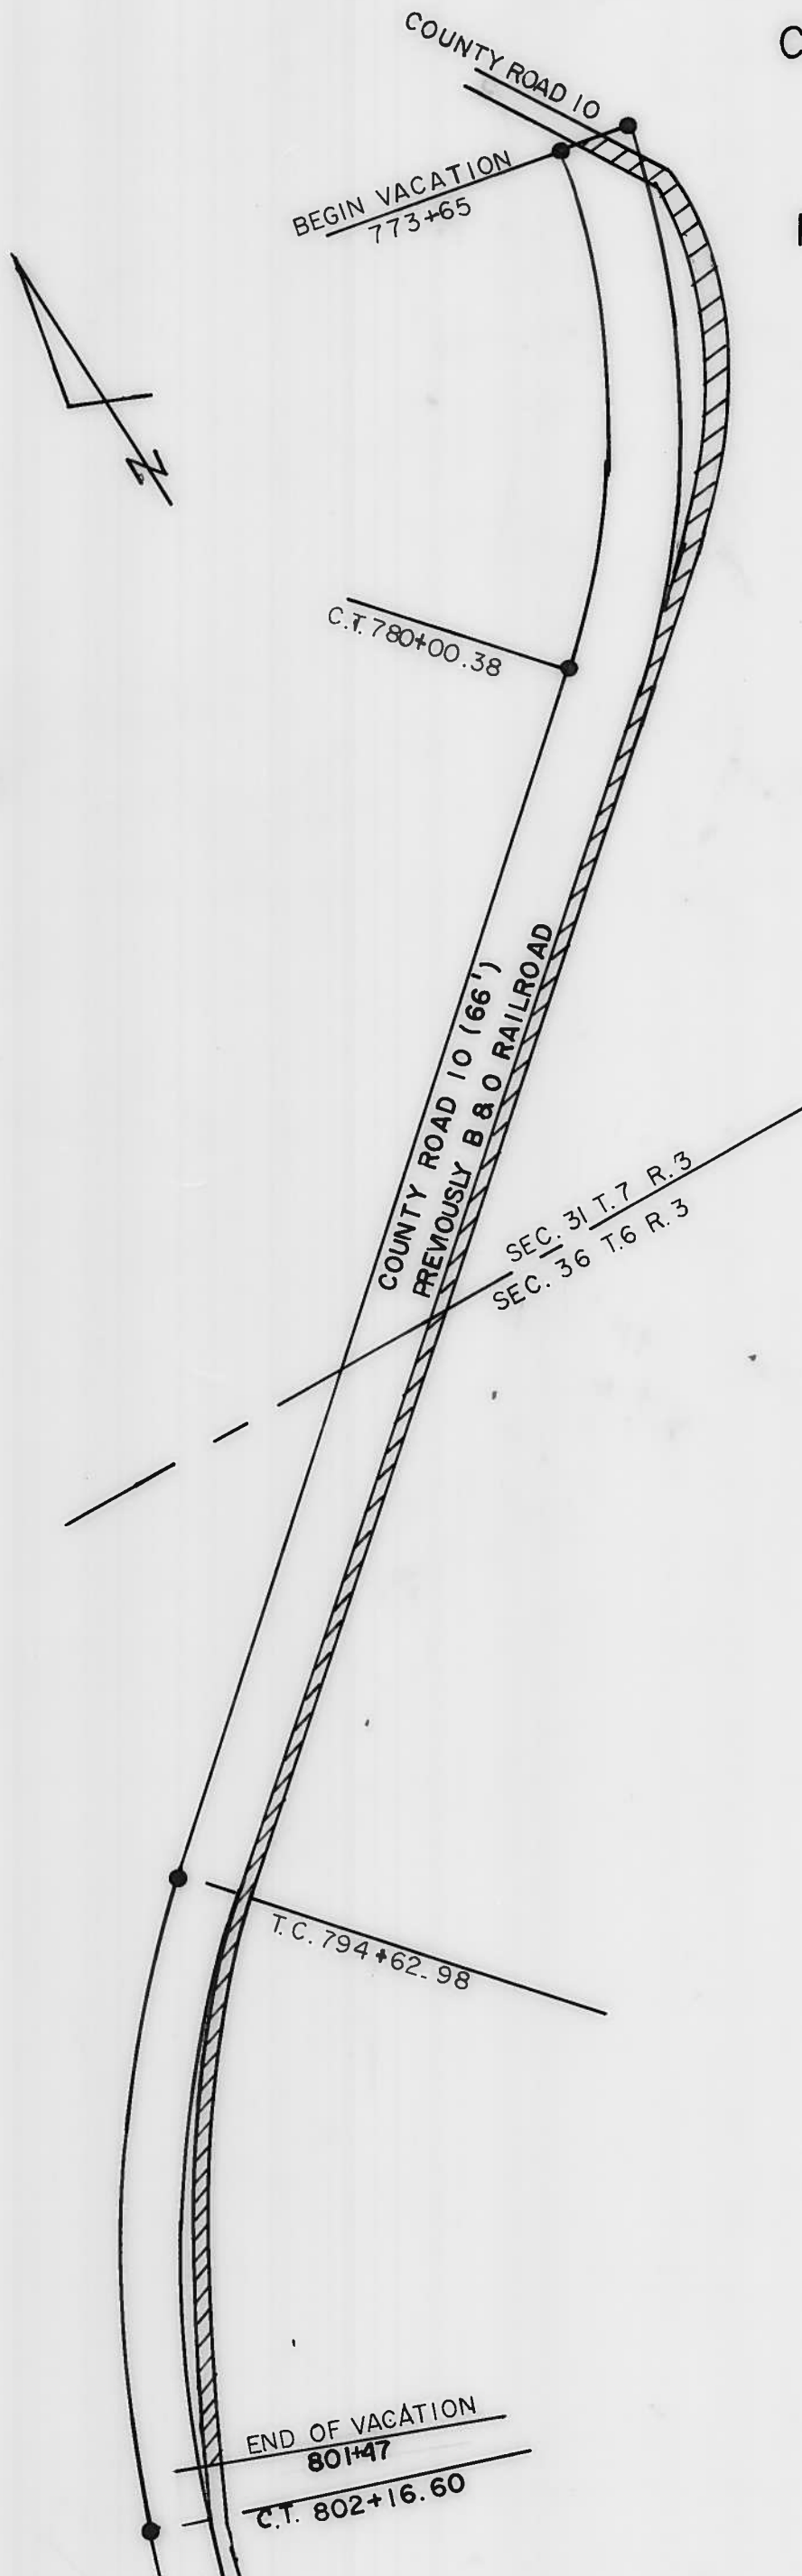 C
COUNTY ROAD 10
BEGIN VACATION
773+65
N
C.T. 780+00.38
COUNTY ROAD 10 (66')
PREVIOUSLY B & O RAILROAD
SEC. 31 T.7 R.3
SEC. 36 T.6 R.3
T.C. 794+62.98
END OF VACATION
801+47
C.T. 802+16.60